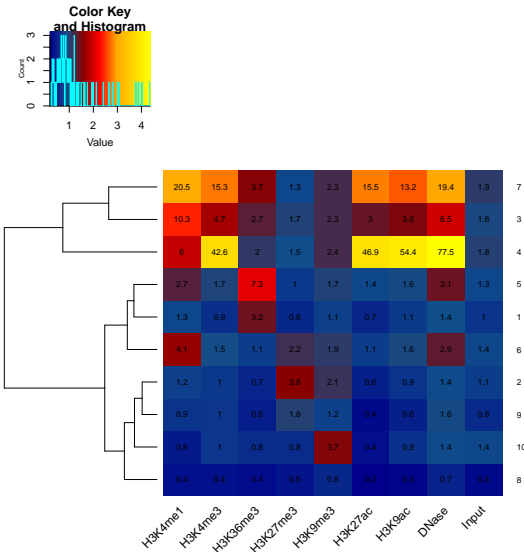 Color Key
and Histogram
Count
0 1 2 3
1 2 3 4
Value
20.5 15.3 3.7 1.3 2.3 15.5 13.2 19.4 1.9 7
10.3 4.7 2.7 1.7 2.3 3 3.6 6.5 1.6 3
6 42.6 2 1.5 2.4 46.9 54.4 77.5 1.8 4
2.7 1.7 7.3 1 1.7 1.4 1.6 3.1 1.3 5
1.3 0.9 3.2 0.8 1.1 0.7 1.1 1.4 1 1
4.1 1.5 1.1 2.2 1.9 1.1 1.6 2.9 1.4 6
1.2 1 0.7 3.6 2.1 0.6 0.9 1.4 1.1 2
0.9 1 0.6 1.8 1.2 0.4 0.6 1.6 0.8 9
0.6 1 0.8 0.8 3.7 0.4 0.9 1.4 1.4 10
0.4 0.4 0.4 0.8 0.8 0.7 0.4 8
H3K4me1 H3K4me3 H3K36me3 H3K27me3 H3K9me3 H3K27ac H3K9ac DNase Input